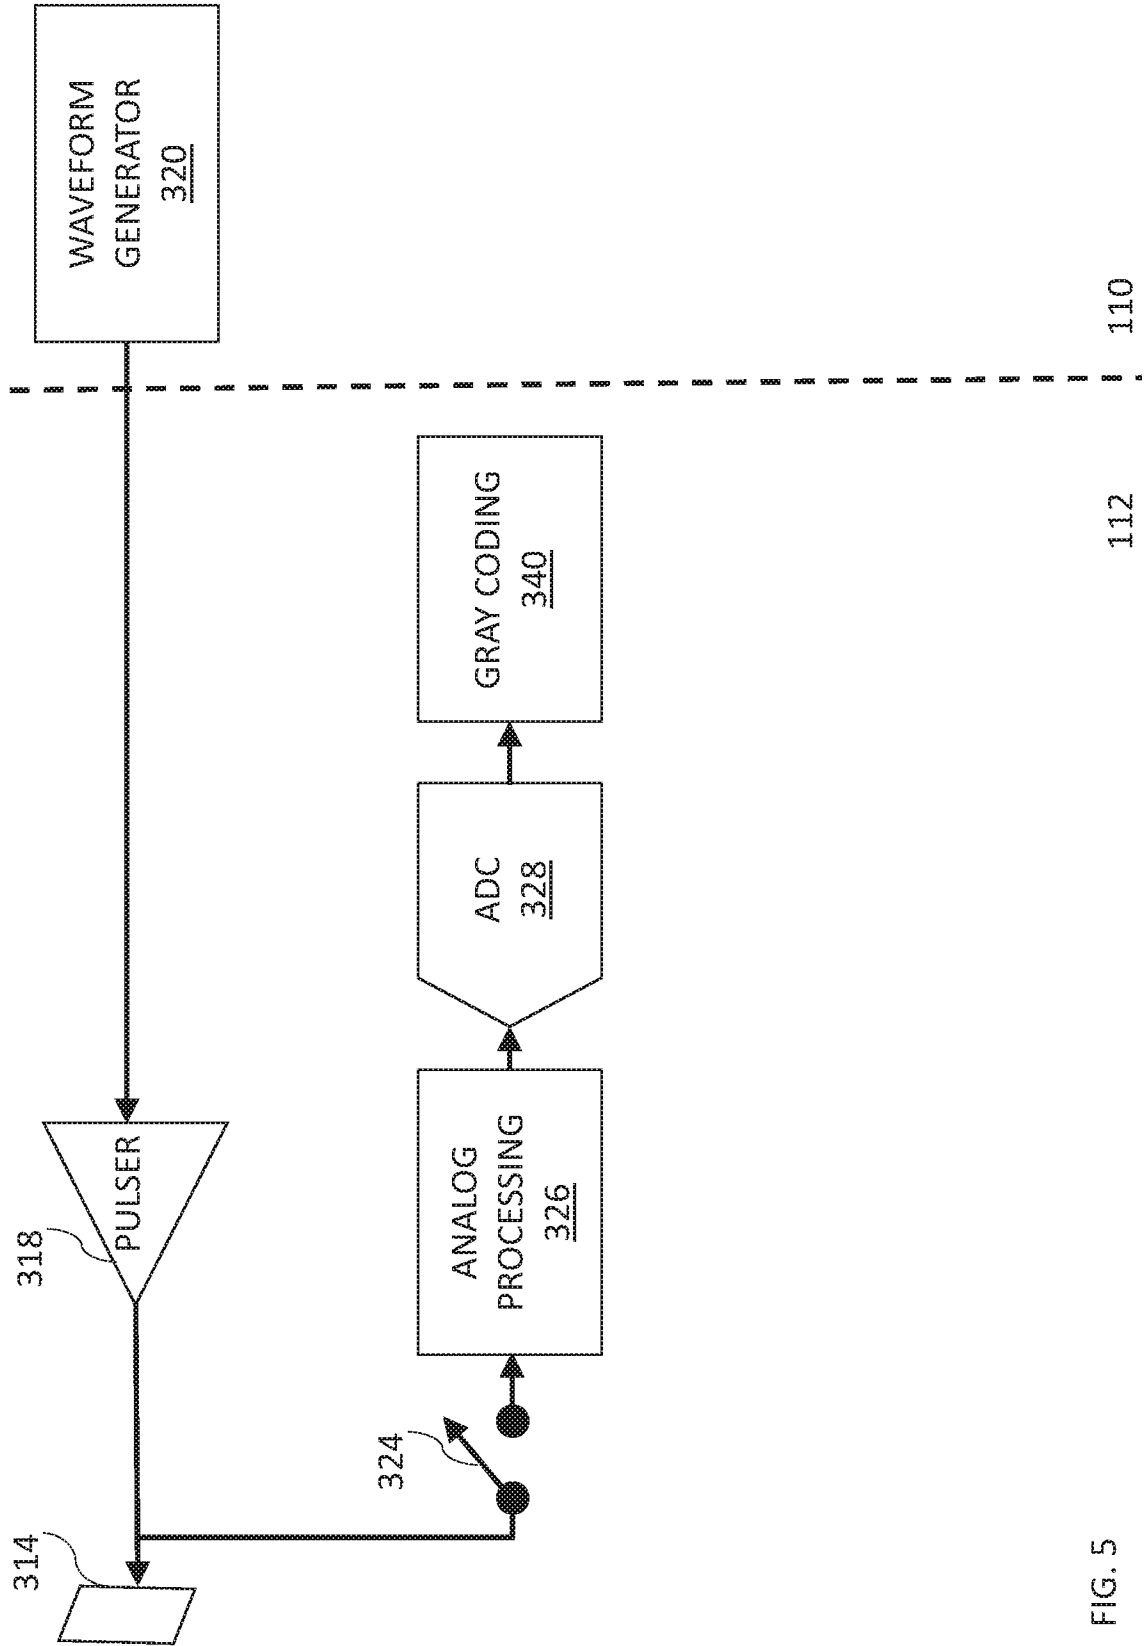 314
318
PULSER
WAVEFORM
GENERATOR
320
324
ANALOG
PROCESSING
326
ADC
328
GRAY CODING
340
112
110
FIG. 5